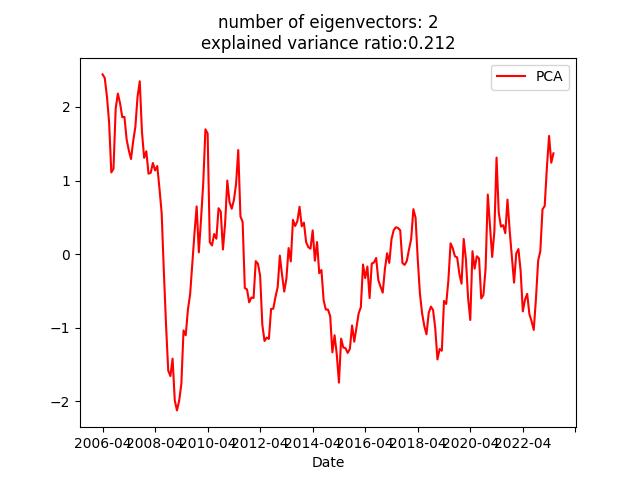 number of eigenvectors: 2
explained variance ratio:0.212
PCA
2
1
0
−1
−2
2006-04 2008-04 2010-04 2012-04 2014-04 2016-04 2018-04 2020-04 2022-04
Date